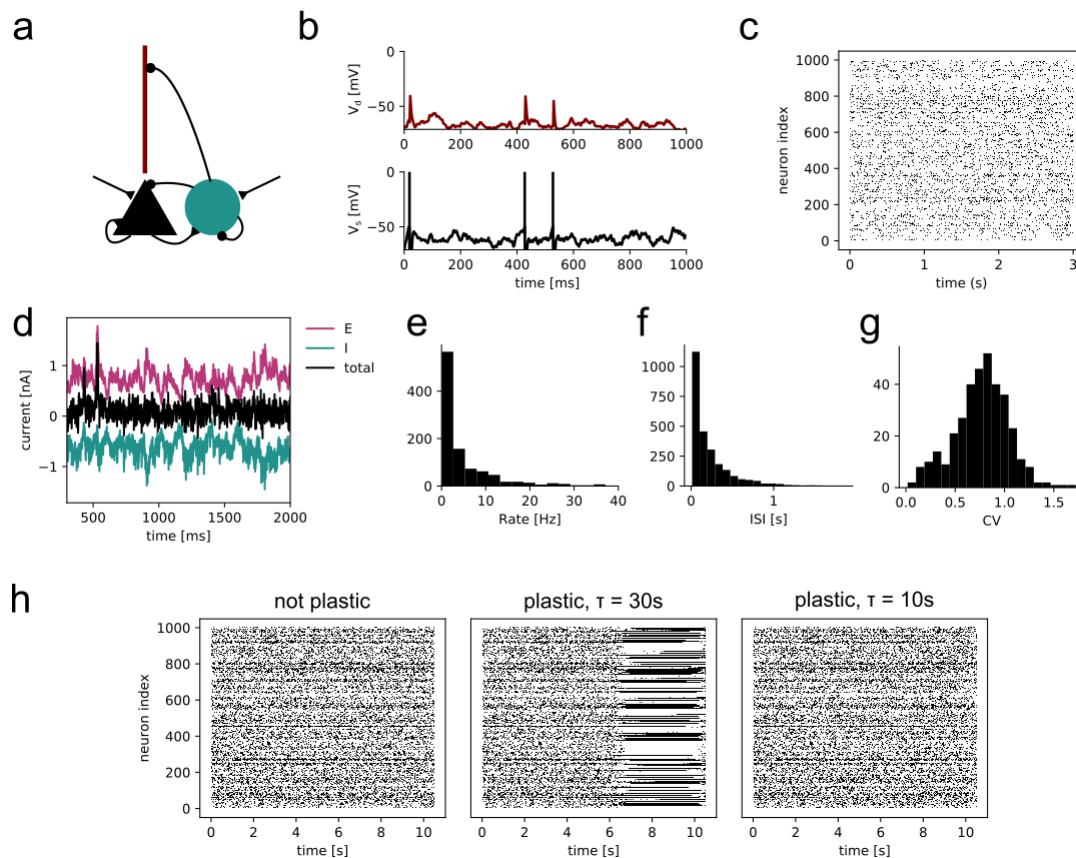 a
b
0
−50
V_d [mV]
0 200 400 600 800 1000
0
−50
V_s [mV]
0 200 400 600 800 1000
time [ms]
c
1000
800
600
400
200
0
neuron index
0 1 2 3
time (s)
d
1
0
−1
current [nA]
500 1000 1500 2000
time [ms]
E
I
total
e
400
200
0
0 10 20 30 40
Rate [Hz]
f
1000
750
500
250
0
0 1
ISI [s]
g
40
20
0
0.0 0.5 1.0 1.5
CV
h
not plastic
1000
800
600
400
200
0
neuron index
0 2 4 6 8 10
time [s]
plastic, τ = 30s
0 2 4 6 8 10
time [s]
plastic, τ = 10s
0 2 4 6 8 10
time [s]